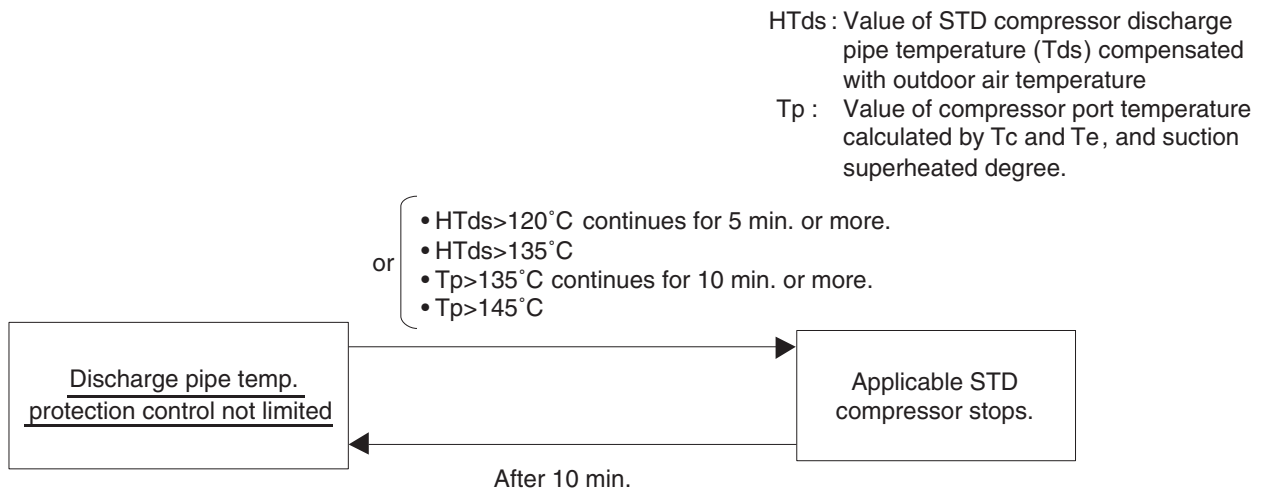 HTds : Value of STD compressor discharge
pipe temperature (Tds) compensated
with outdoor air temperature
Tp : Value of compressor port temperature
calculated by Tc and Te, and suction
superheated degree.
or
• HTds>120°C continues for 5 min. or more.
• HTds>135°C
• Tp>135°C continues for 10 min. or more.
• Tp>145°C
Discharge pipe temp.
protection control not limited
Applicable STD
compressor stops.
After 10 min.